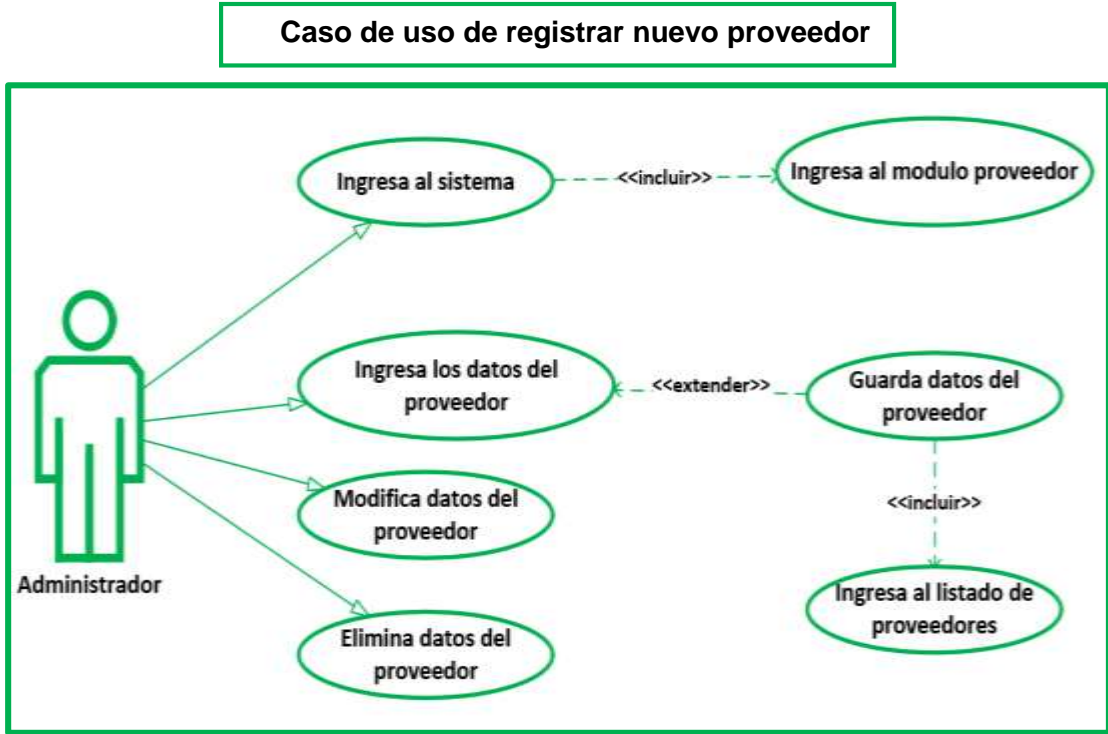 Caso de uso de registrar nuevo proveedor
Ingresa al sistema
<<incluir>>
Ingresa al modulo proveedor
Ingresa los datos del
proveedor
<<extender>>
Guarda datos del
proveedor
Modifica datos del
proveedor
<<incluir>>
Administrador
Elimina datos del
proveedor
Ingresa al listado de
proveedores